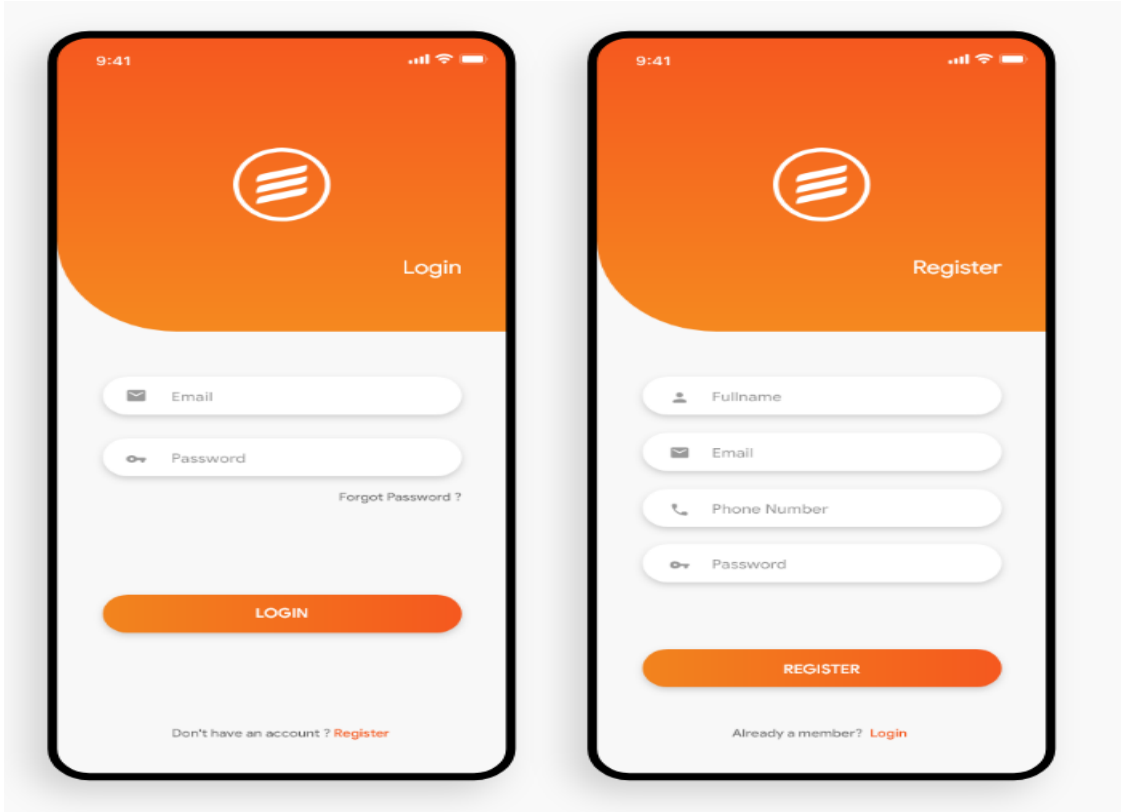 9:41
Login
Email
Password
Forgot Password ?
LOGIN
Don't have an account ? Register
9:41
Register
Fullname
Email
Phone Number
Password
REGISTER
Already a member? Login